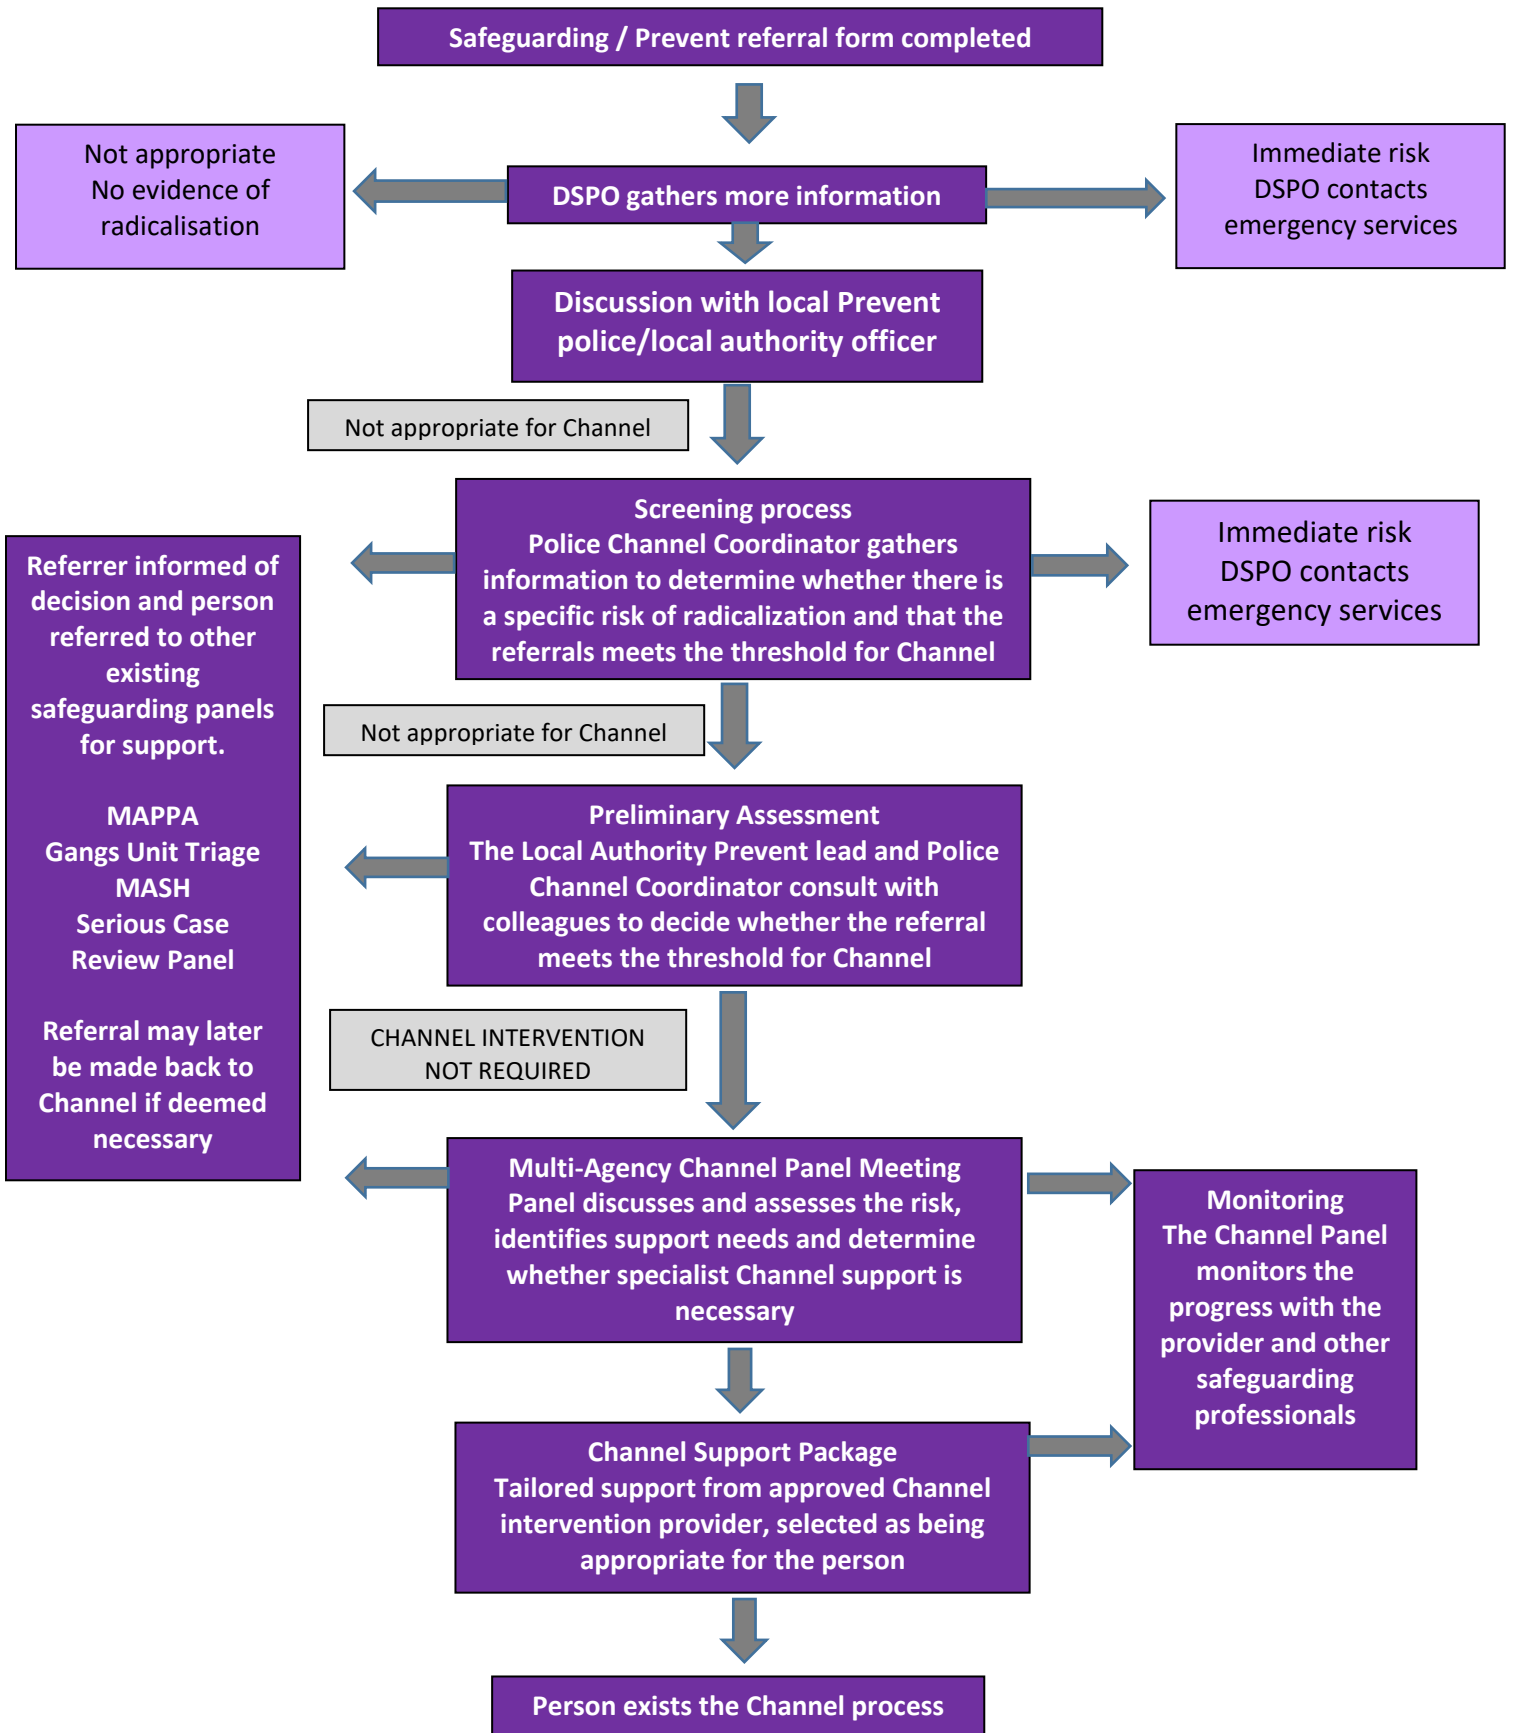 Safeguarding / Prevent referral form completed
Not appropriate
No evidence of
radicalisation
DSPO gathers more information
Immediate risk
DSPO contacts
emergency services
Discussion with local Prevent
police/local authority officer
Not appropriate for Channel
Screening process
Police Channel Coordinator gathers
information to determine whether there is
a specific risk of radicalization and that the
referrals meets the threshold for Channel
Immediate risk
DSPO contacts
emergency services
Referrer informed of
decision and person
referred to other
existing
safeguarding panels
for support.
MAPPA
Gangs Unit Triage
MASH
Serious Case
Review Panel
Referral may later
be made back to
Channel if deemed
necessary
Not appropriate for Channel
Preliminary Assessment
The Local Authority Prevent lead and Police
Channel Coordinator consult with
colleagues to decide whether the referral
meets the threshold for Channel
CHANNEL INTERVENTION
NOT REQUIRED
Multi-Agency Channel Panel Meeting
Panel discusses and assesses the risk,
identifies support needs and determine
whether specialist Channel support is
necessary
Monitoring
The Channel Panel
monitors the
progress with the
provider and other
safeguarding
professionals
Channel Support Package
Tailored support from approved Channel
intervention provider, selected as being
appropriate for the person
Person exists the Channel process